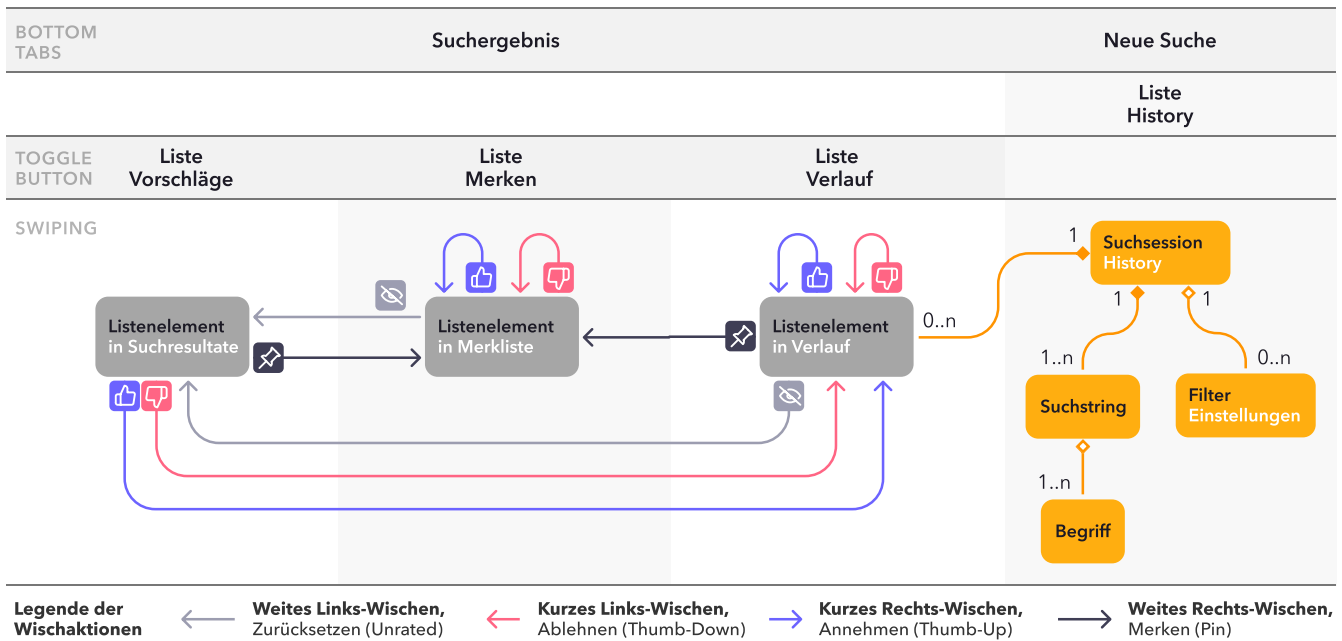 BOTTOM
TABS
Suchergebnis
Neue Suche
Liste
History
TOGGLE
BUTTON
Liste
Vorschläge
Liste
Merken
Liste
Verlauf
SWIPING
Listenelement
in Suchresultate
Listenelement
in Merkliste
Listenelement
in Verlauf
0..n
1
Suchsession
History
1
1
1..n
0..n
Suchstring
Filter
Einstellungen
1..n
Begriff
Legende der
Wischaktionen
Weites Links-Wischen,
Zurücksetzen (Unrated)
Kurzes Links-Wischen,
Ablehnen (Thumb-Down)
Kurzes Rechts-Wischen,
Annehmen (Thumb-Up)
Weites Rechts-Wischen,
Merken (Pin)